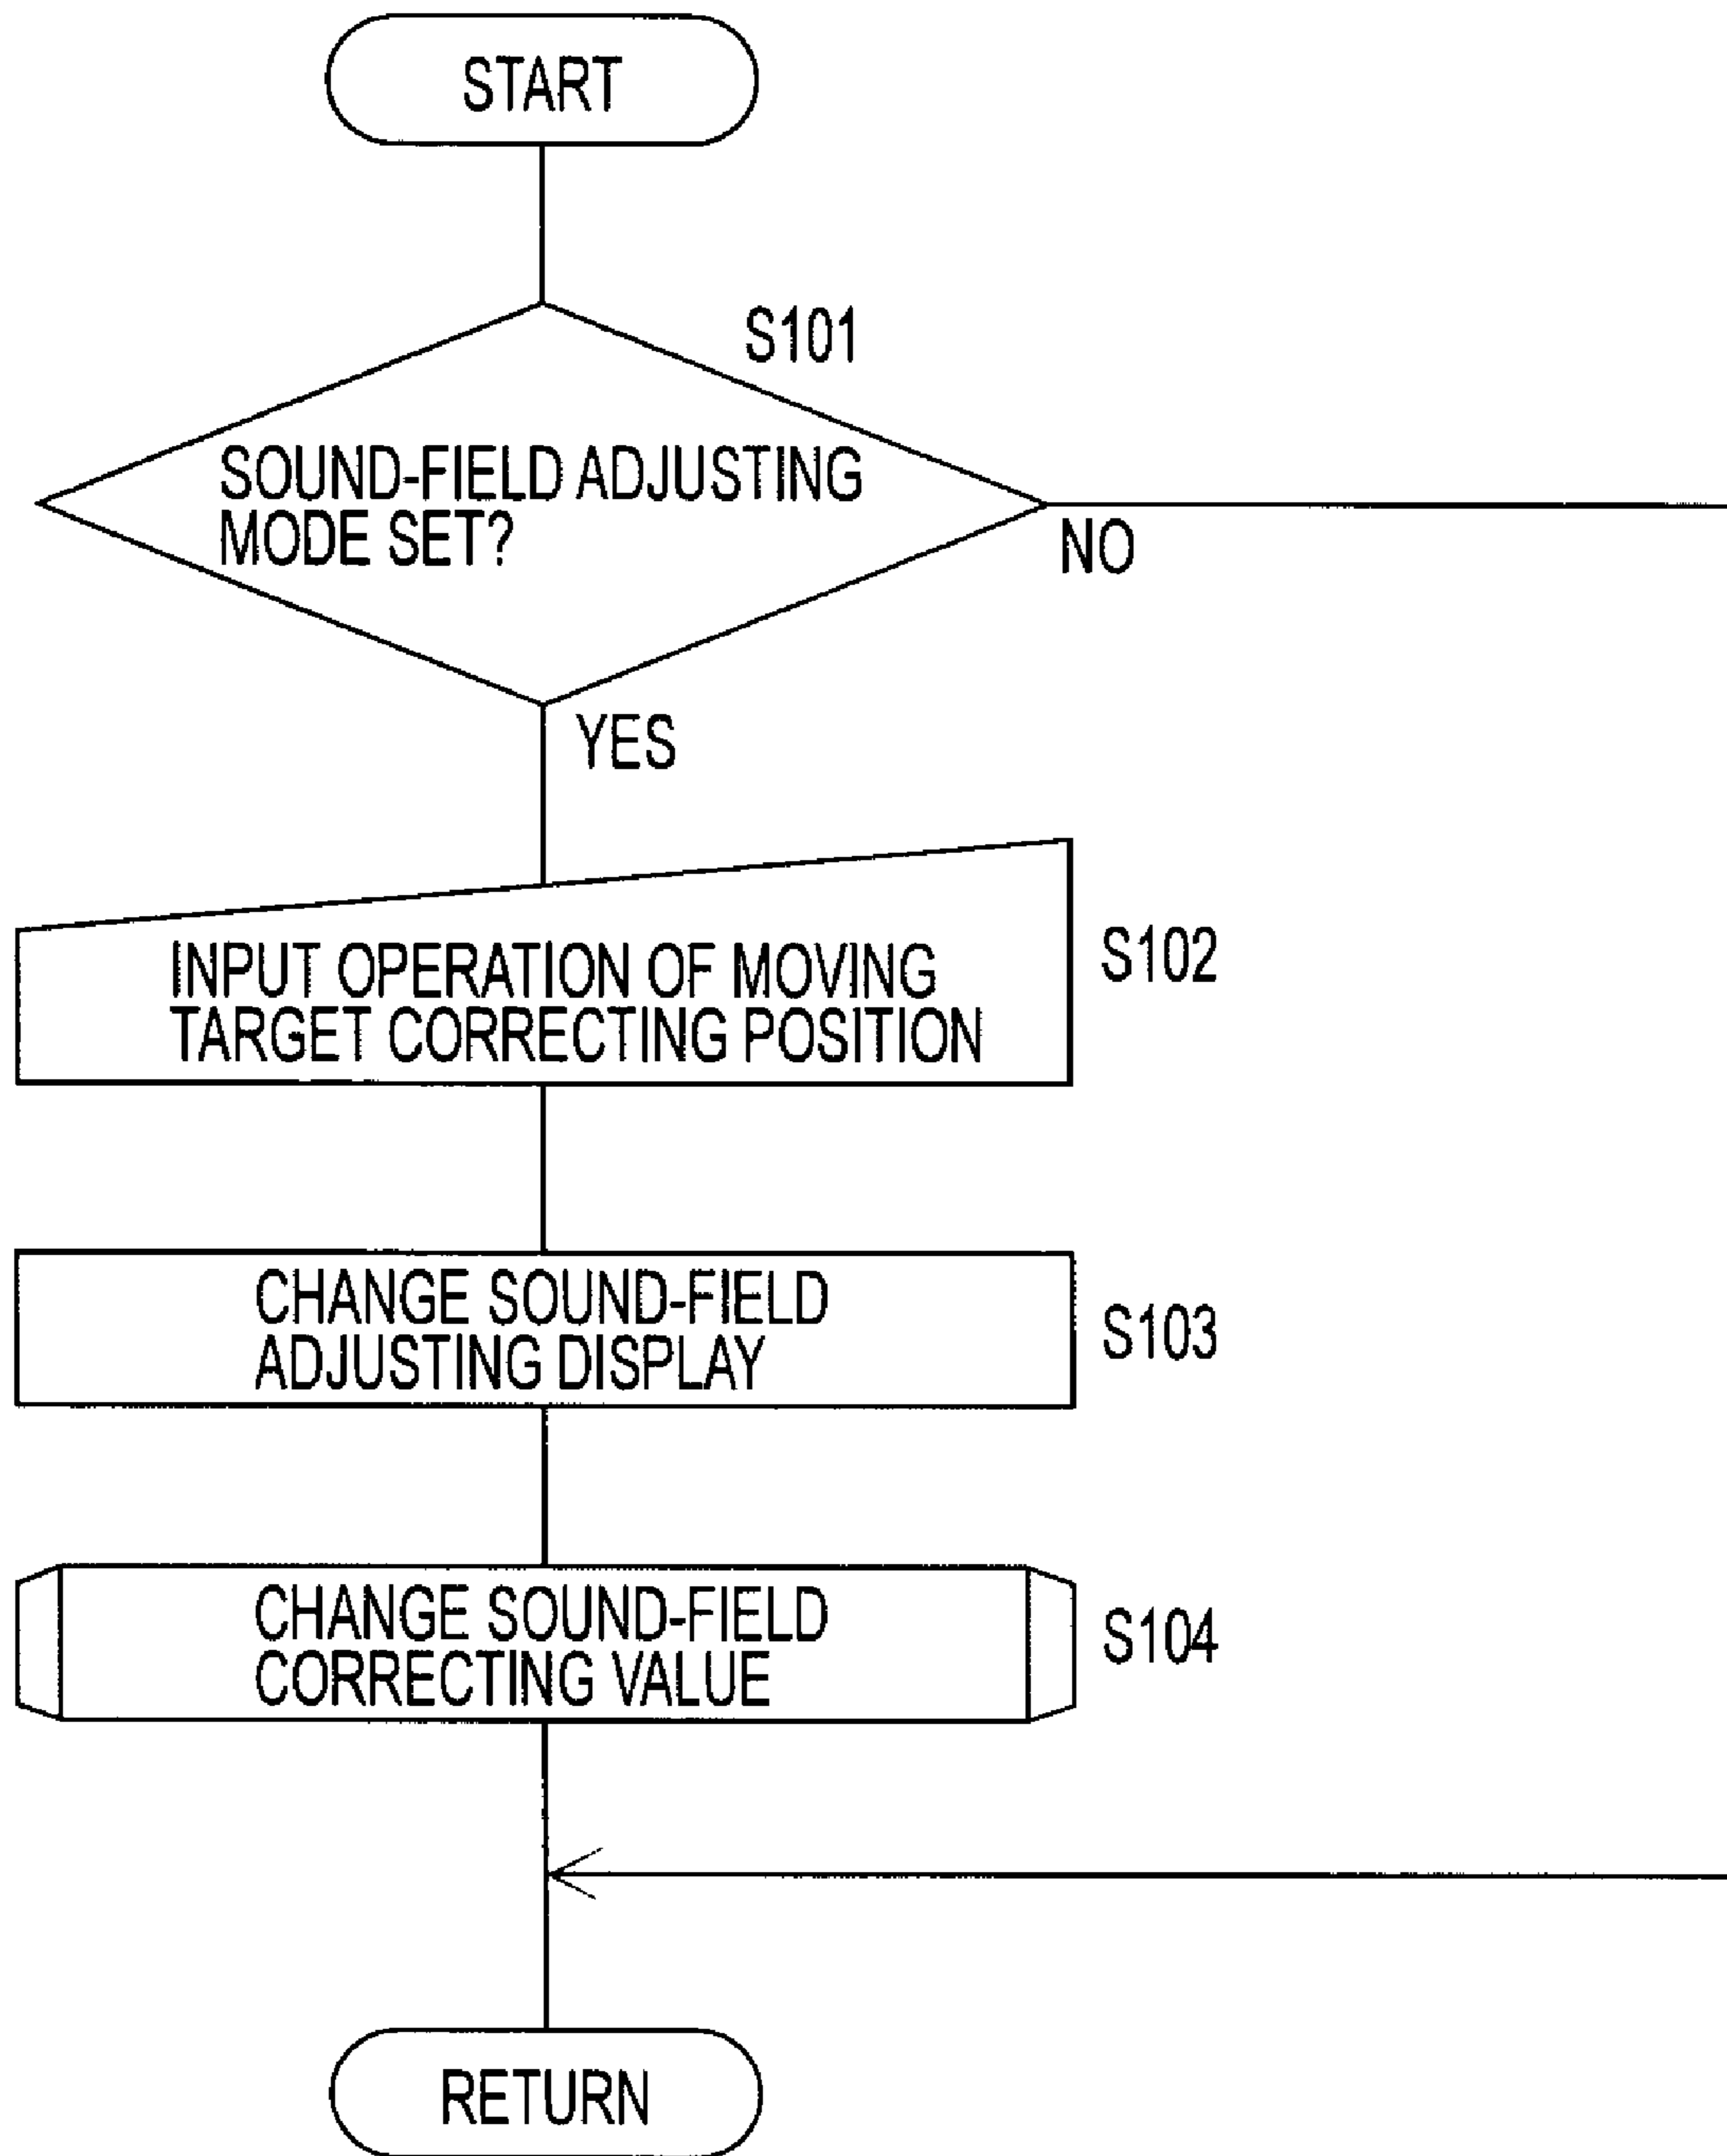 START
S101
SOUND-FIELD ADJUSTING
MODE SET?
NO
YES
INPUT OPERATION OF MOVING
TARGET CORRECTING POSITION
S102
CHANGE SOUND-FIELD
ADJUSTING DISPLAY
S103
CHANGE SOUND-FIELD
CORRECTING VALUE
S104
RETURN